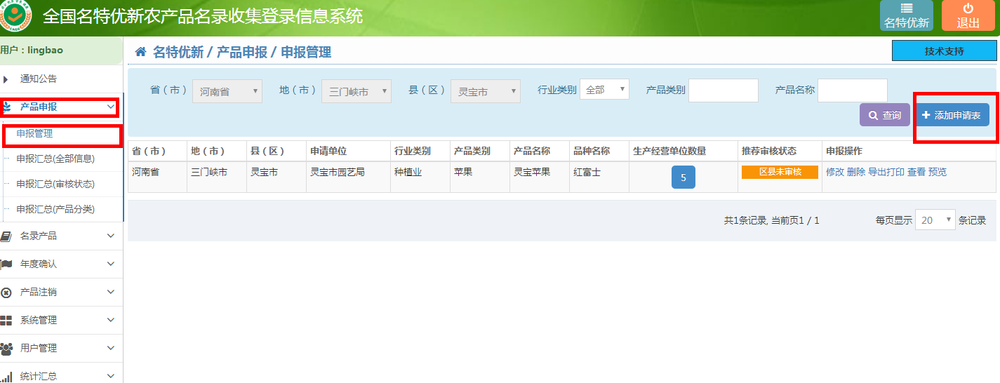 全国名特优新农产品名录收集登录信息系统
名特优新
退出
用户：lingbao
通知公告
产品申报
申报管理
申报汇总(全部信息)
申报汇总(审核状态)
申报汇总(产品分类)
名录产品
年度确认
产品注销
系统管理
用户管理
统计汇总
名特优新 / 产品申报 / 申报管理
技术支持
省（市） 河南省 地（市） 三门峡市 县（区） 灵宝市 行业类别 全部 产品类别 产品名称
查询 添加申请表
省（市） 地（市） 县（区） 申请单位 行业类别 产品类别 产品名称 品种名称 生产经营单位数量 推荐审核状态 申报操作
河南省 三门峡市 灵宝市 灵宝市园艺局 种植业 苹果 灵宝苹果 红富士 5 区县未审核 修改 删除 导出打印 查看 预览
共1条记录, 当前页1 / 1 每页显示 20 条记录